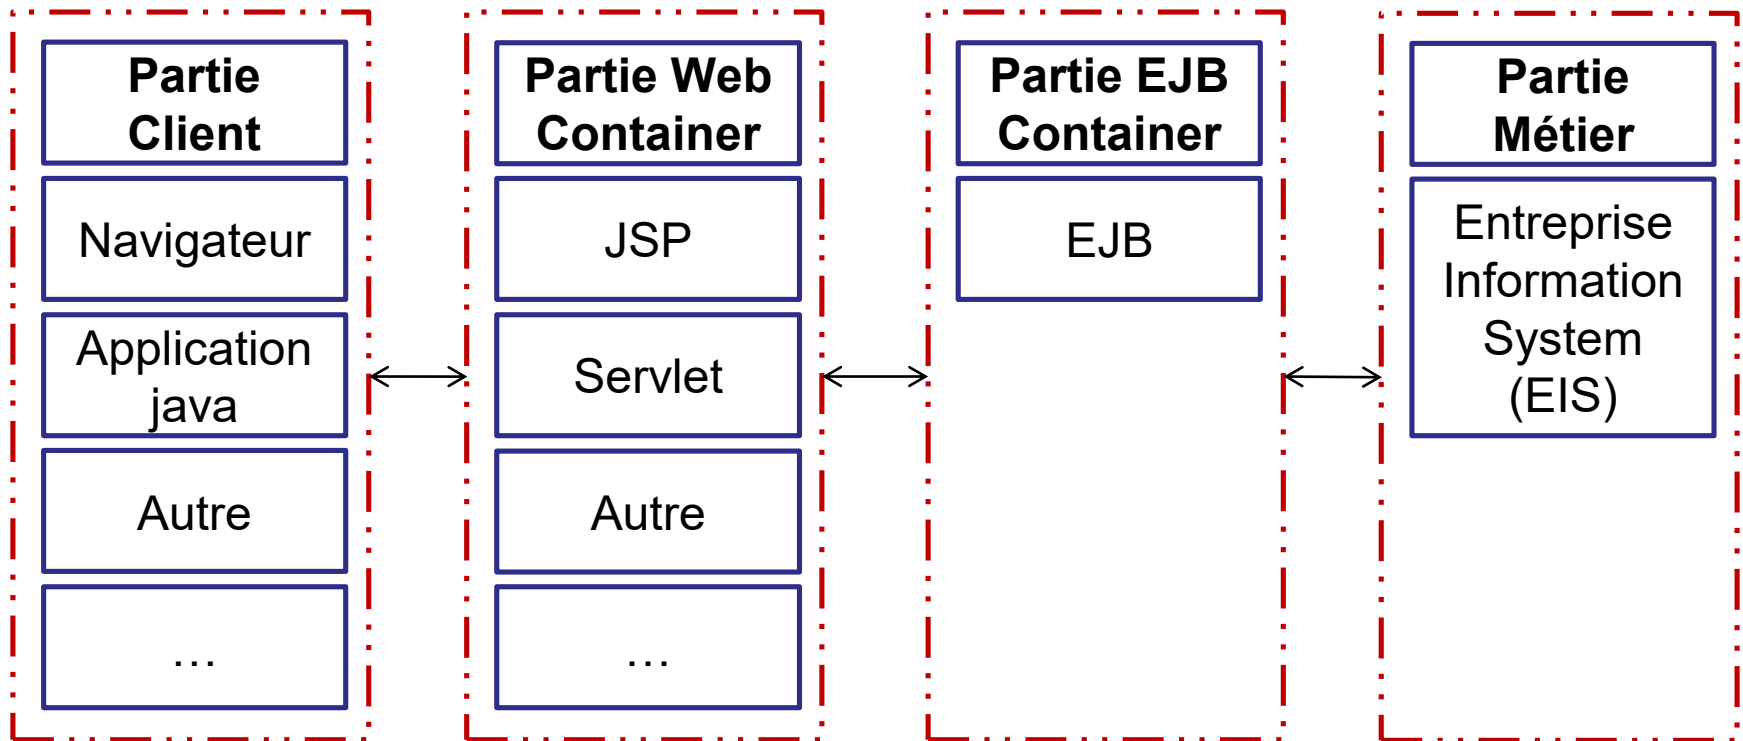 Partie
Client
Navigateur
Application
java
Autre
...
Partie Web
Container
JSP
Servlet
Autre
...
Partie EJB
Container
EJB
Partie
Métier
Entreprise
Information
System
(EIS)